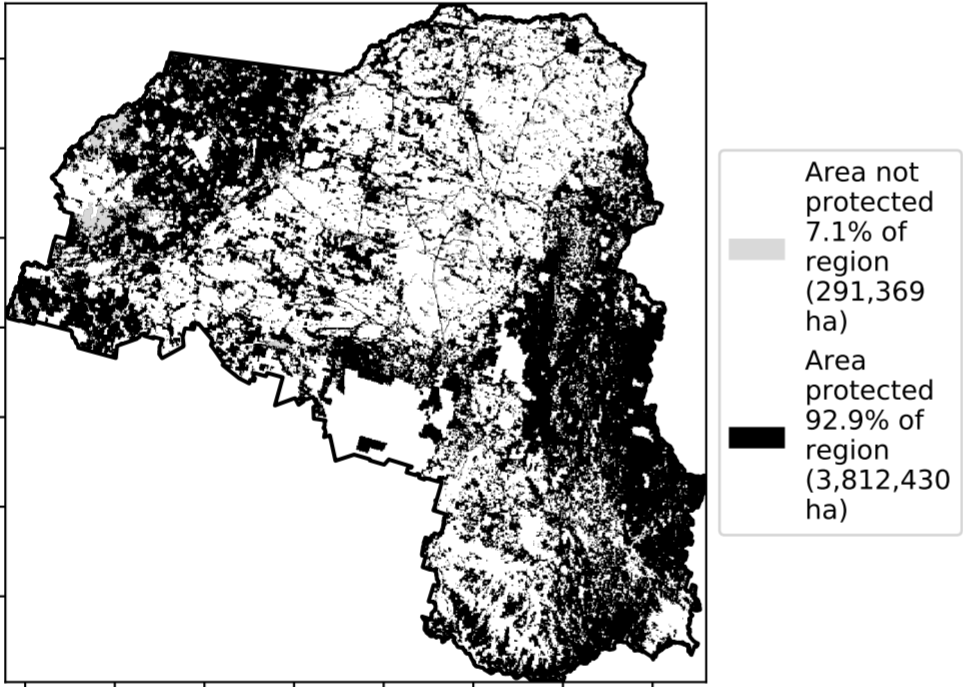 Area not
protected
7.1% of
region
(291,369
ha)
Area
protected
92.9% of
region
(3,812,430
ha)